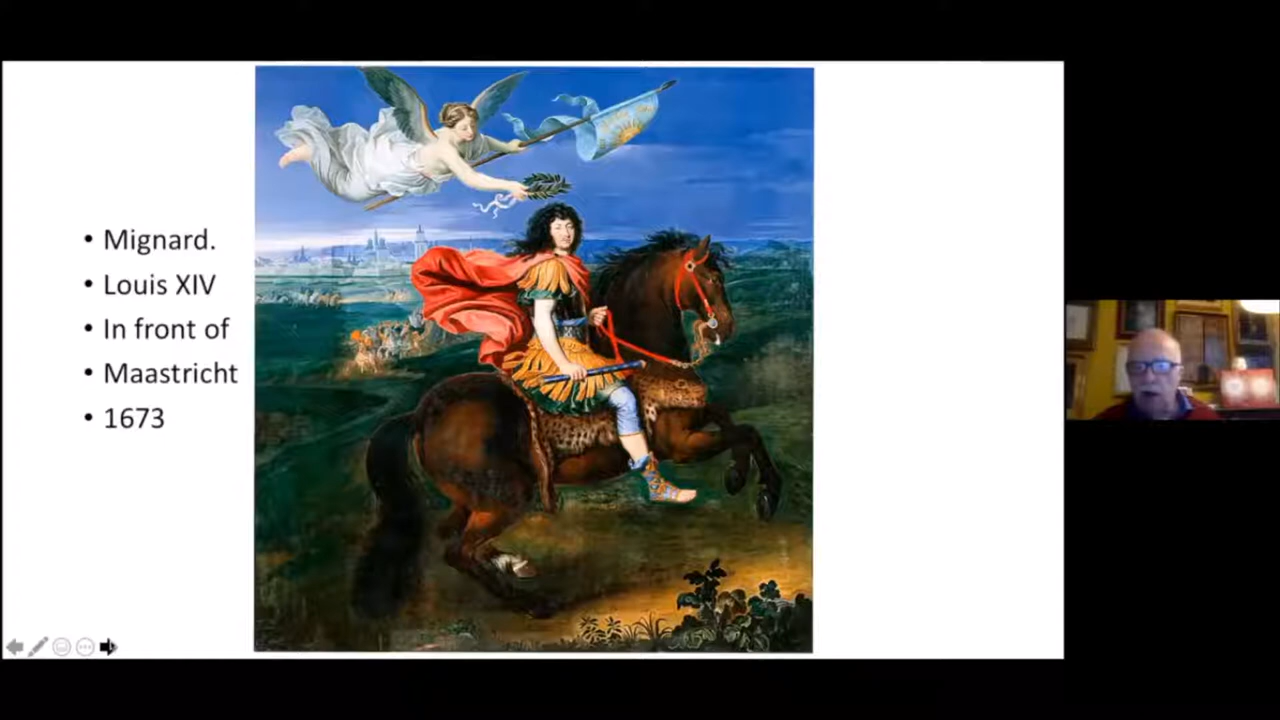 • Mignard.
• Louis XIV
• In front of
• Maastricht
• 1673